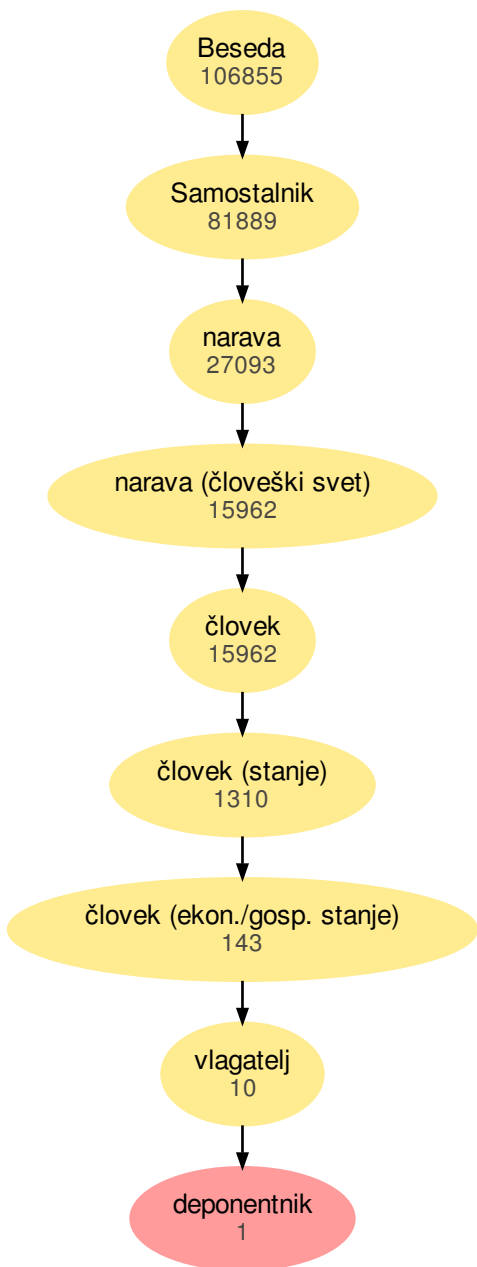 Beseda
106855
Samostalnik
81889
narava
27093
narava (človeški svet)
15962
človek
15962
človek (stanje)
1310
človek (ekon./gosp. stanje)
143
vlagatelj
10
deponentnik
1